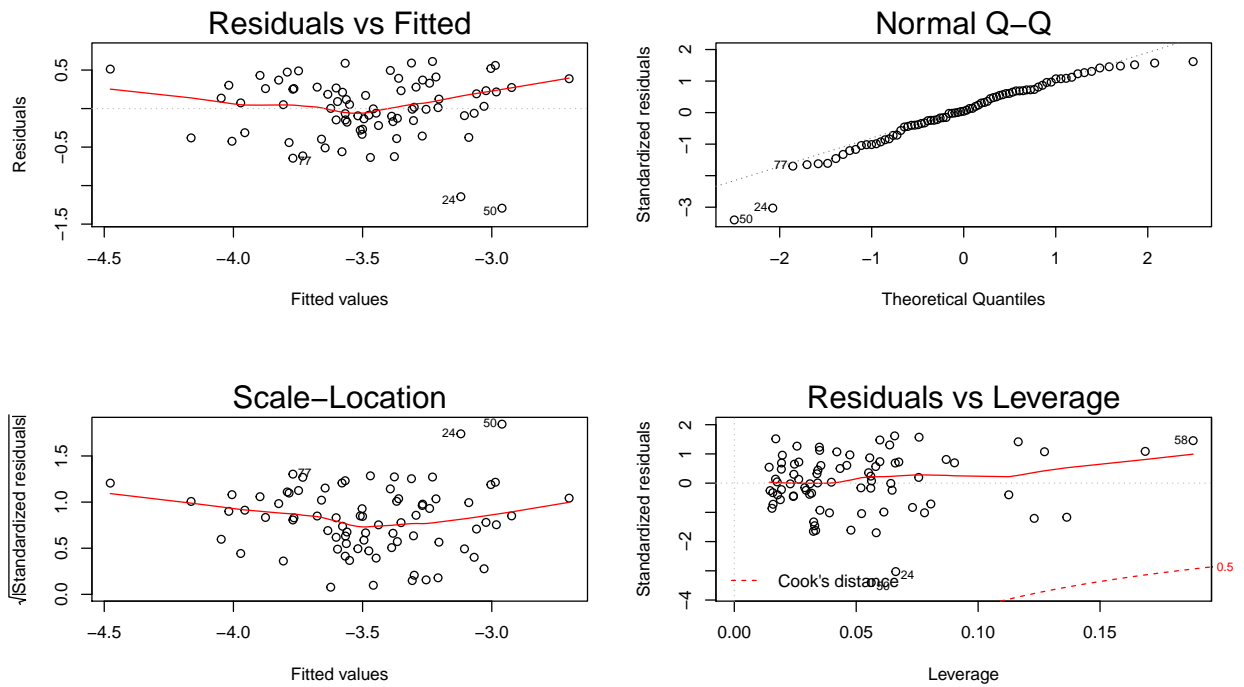 Residuals vs Fitted
Residuals
0.5
−0.5
−1.5
77
24
50
−4.5 −4.0 −3.5 −3.0
Fitted values
Normal Q−Q
Standardized residuals
2
1
0
−1
−3
77
24
50
−2 −1 0 1 2
Theoretical Quantiles
Scale−Location
√|Standardized residuals|
1.5
1.0
0.5
0.0
77
24
50
−4.5 −4.0 −3.5 −3.0
Fitted values
Residuals vs Leverage
Standardized residuals
2
1
0
−2
−4
58
24
50
Cook's distance
0.5
0.00 0.05 0.10 0.15
Leverage